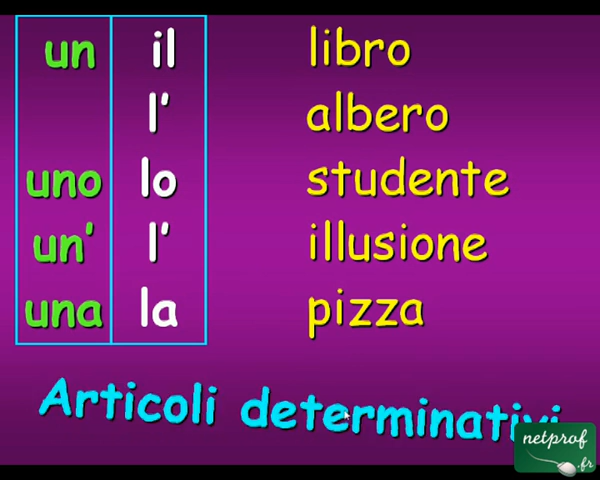 un il libro
l' albero
uno lo studente
un' l' illusione
una la pizza
Articoli determinativi
netprof
.fr